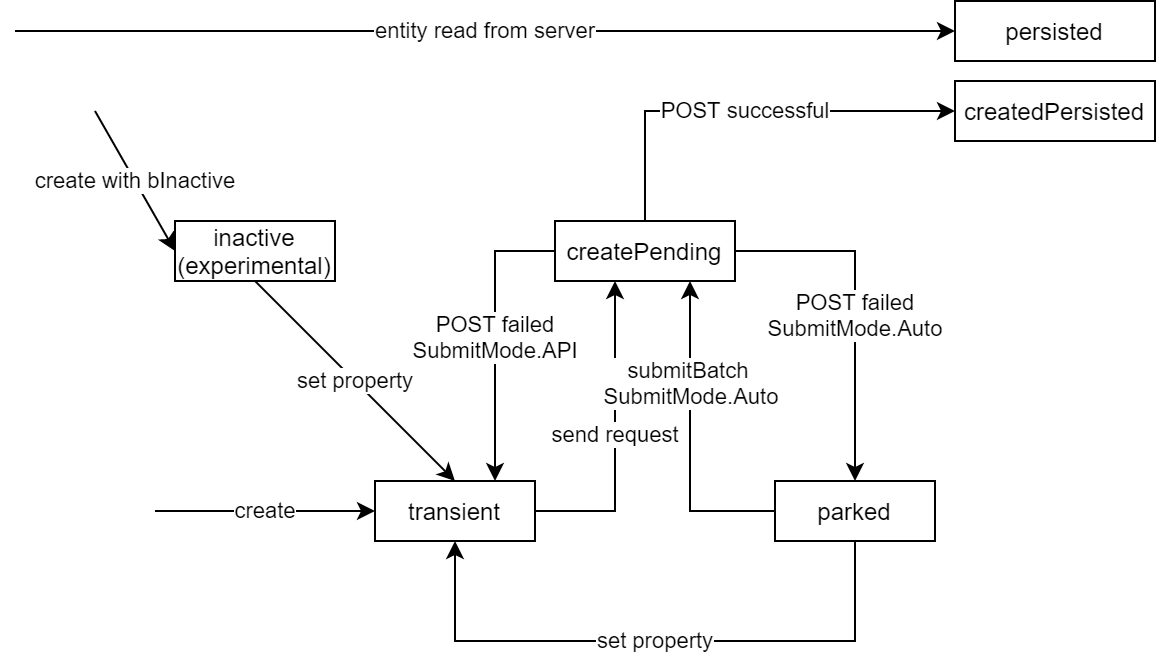 entity read from server
persisted
POST successful
createdPersisted
create with bInactive
inactive
(experimental)
createPending
POST failed
SubmitMode.API
POST failed
SubmitMode.Auto
submitBatch
SubmitMode.Auto
set property
send request
create
transient
parked
set property